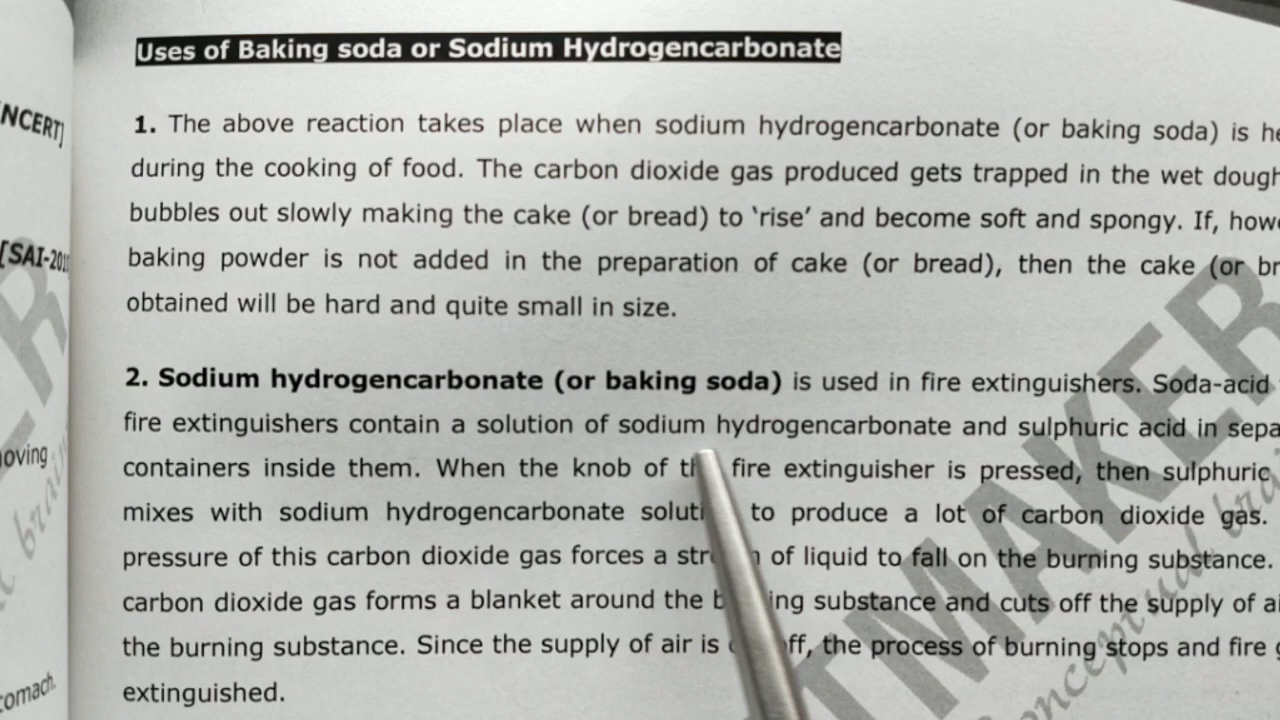 Uses of Baking soda or Sodium Hydrogencarbonate
1. The above reaction takes place when sodium hydrogencarbonate (or baking soda) is he
during the cooking of food. The carbon dioxide gas produced gets trapped in the wet dough
bubbles out slowly making the cake (or bread) to ‘rise’ and become soft and spongy. If, howe
baking powder is not added in the preparation of cake (or bread), then the cake (or br
obtained will be hard and quite small in size.
2. Sodium hydrogencarbonate (or baking soda) is used in fire extinguishers. Soda-acid
fire extinguishers contain a solution of sodium hydrogencarbonate and sulphuric acid in sepa
containers inside them. When the knob of fire extinguisher is pressed, then sulphuric
mixes with sodium hydrogencarbonate to produce a lot of carbon dioxide gas.
pressure of this carbon dioxide gas forces a of liquid to fall on the burning substance.
carbon dioxide gas forms a blanket around the substance and cuts off the supply of ai
the burning substance. Since the supply of air is the process of burning stops and fire
extinguished.
NCERT]
[SAI-201
oving
tomach.
TMAKER
onceptual brai